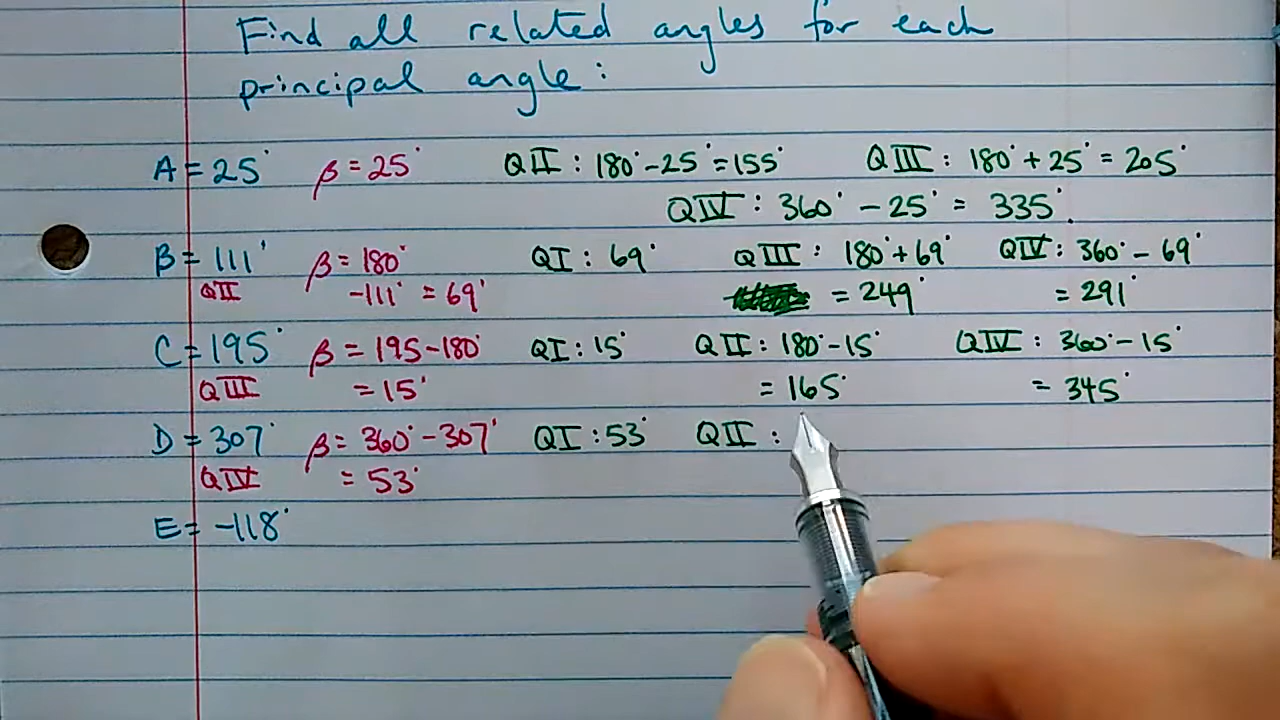 Find all related angles for each
principal angle:
A = 25° β = 25° QII : 180° - 25° = 155° QIII : 180° + 25° = 205°
QIV : 360° - 25° = 335°.
B = 111° β = 180° QI : 69° QIII : 180° + 69° QIV : 360° - 69°
QII -111° = 69° = 249° = 291°
C = 195° β = 195 - 180° QI : 15° QII : 180° - 15° QIV : 360° - 15°
QIII = 15° = 165° = 345°
D = 307° β = 360° - 307° QI : 53° QII :
QIV = 53°
E = -118°